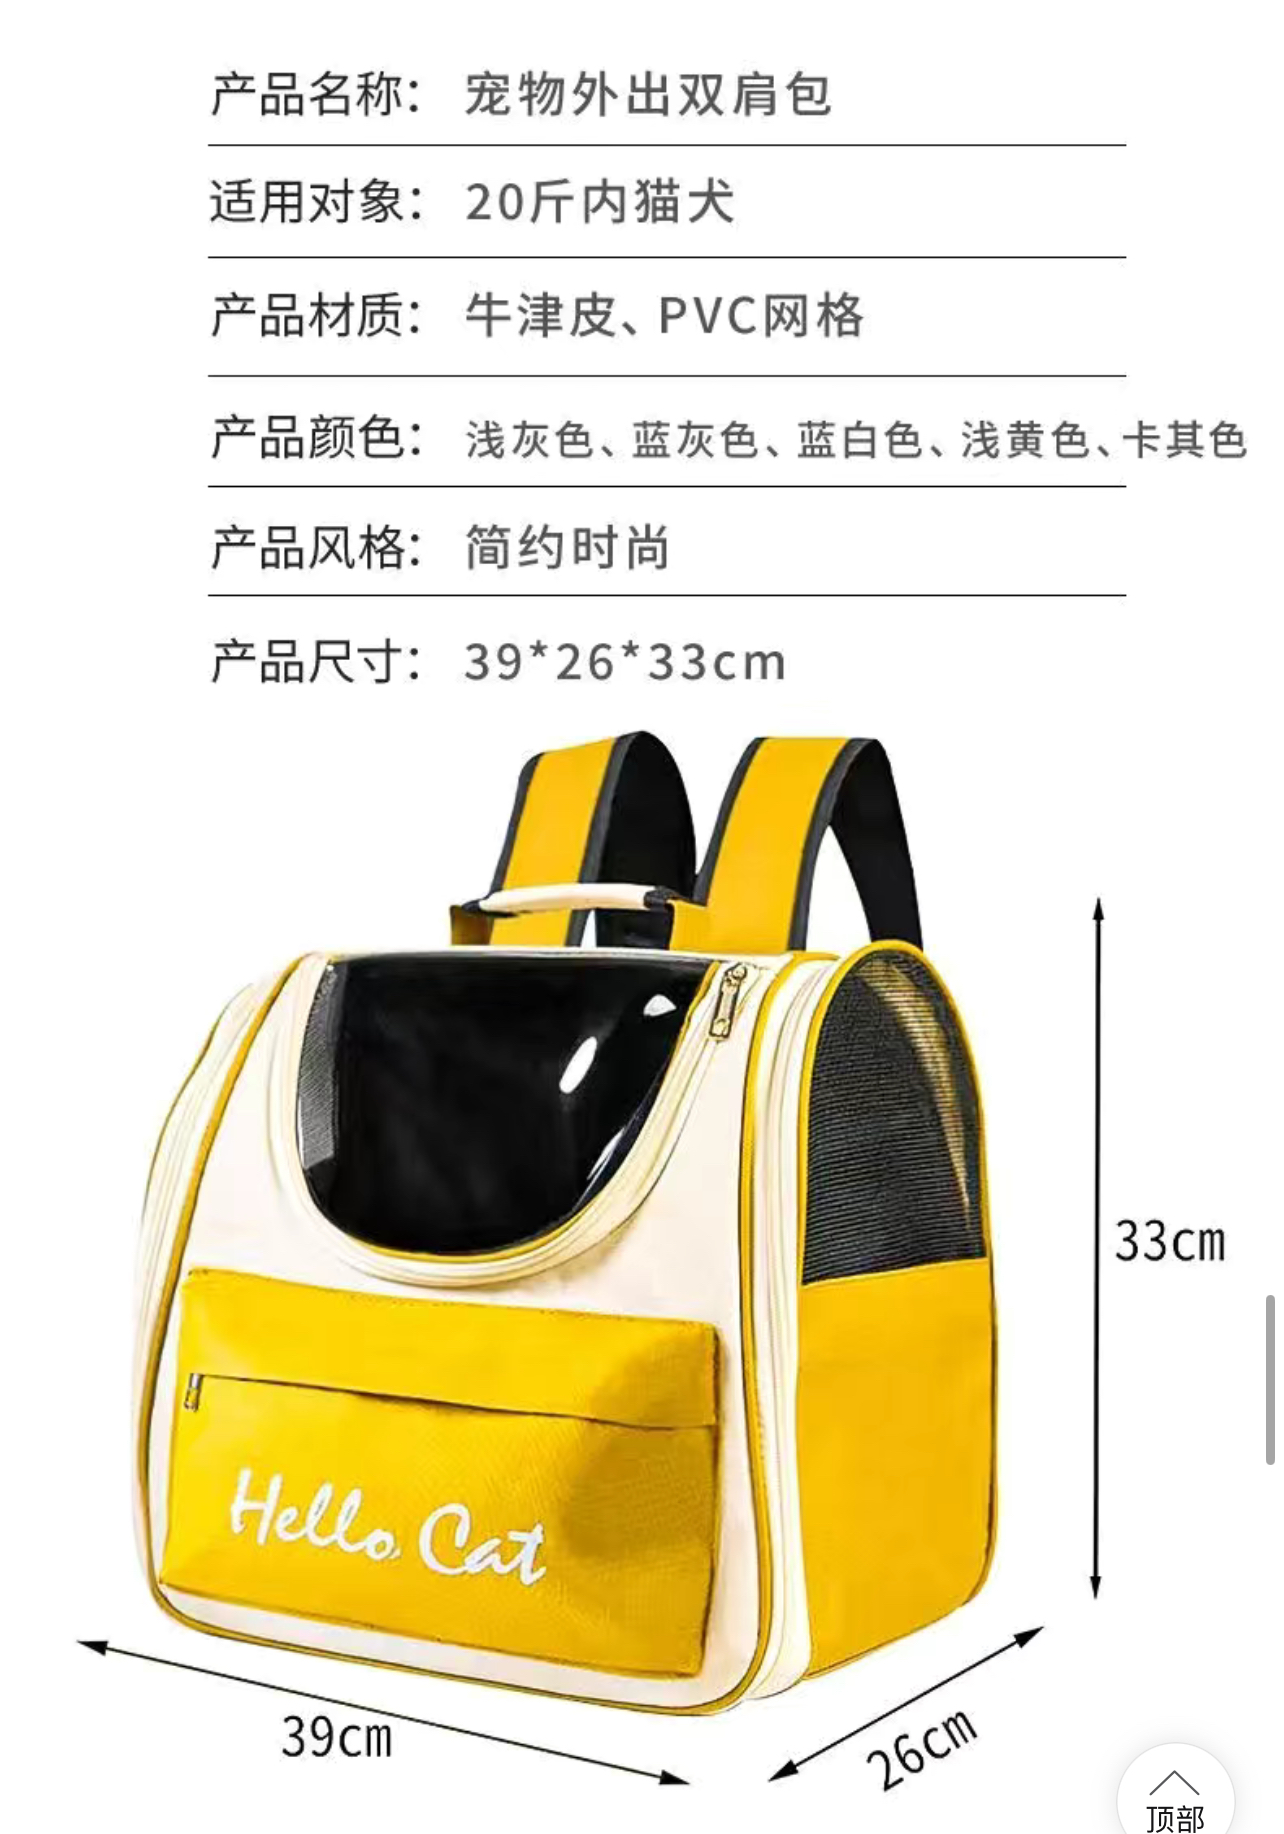 产品名称： 宠物外出双肩包
适用对象： 20斤内猫犬
产品材质： 牛津皮、PVC网格
产品颜色： 浅灰色、蓝灰色、蓝白色、浅黄色、卡其色
产品风格： 简约时尚
产品尺寸： 39*26*33cm
33cm
Hello Cat
39cm
26cm
顶部